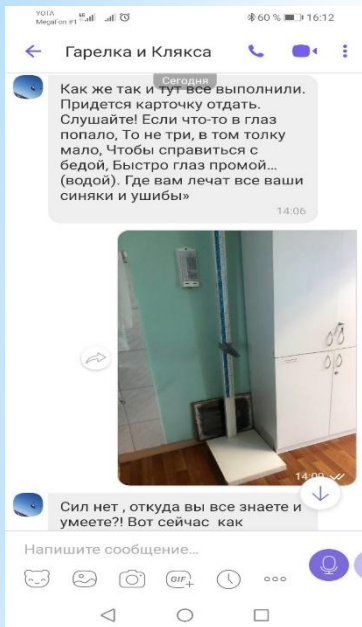 YOTA
MegaFon #1 4G
60 % 16:12
Гарелка и Клякса
Сегодня
Как же так и тут все выполнили.
Придется карточку отдать.
Слушайте! Если что-то в глаз
попало, То не три, в том толку
мало, Чтобы справиться с
бедой, Быстро глаз промой...
(водой). Где вам лечат все ваши
синяки и ушибы»
14:06
14:09
Сил нет , откуда вы все знаете и
умеете?! Вот сейчас как
Напишите сообщение...
GIF